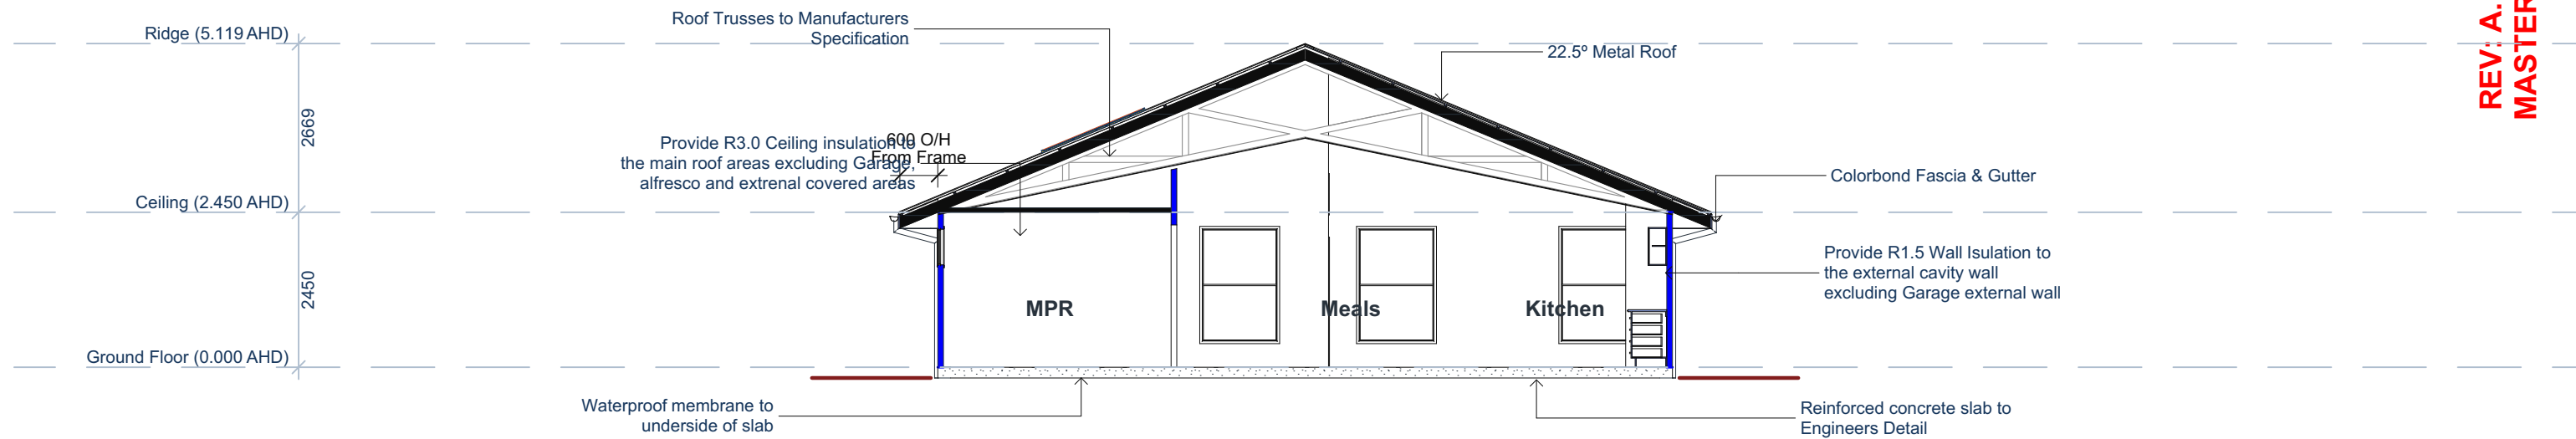 Ridge (5.119 AHD)
2669
Ceiling (2.450 AHD)
2450
Ground Floor (0.000 AHD)
Roof Trusses to Manufacturers
Specification
Provide R3.0 Ceiling insulation to
the main roof areas excluding Garage,
alfresco and extrenal covered areas
600 O/H
From Frame
22.5º Metal Roof
Colorbond Fascia & Gutter
Provide R1.5 Wall Isulation to
the external cavity wall
excluding Garage external wall
MPR
Meals
Kitchen
Waterproof membrane to
underside of slab
Reinforced concrete slab to
Engineers Detail
REV: A.
MASTER